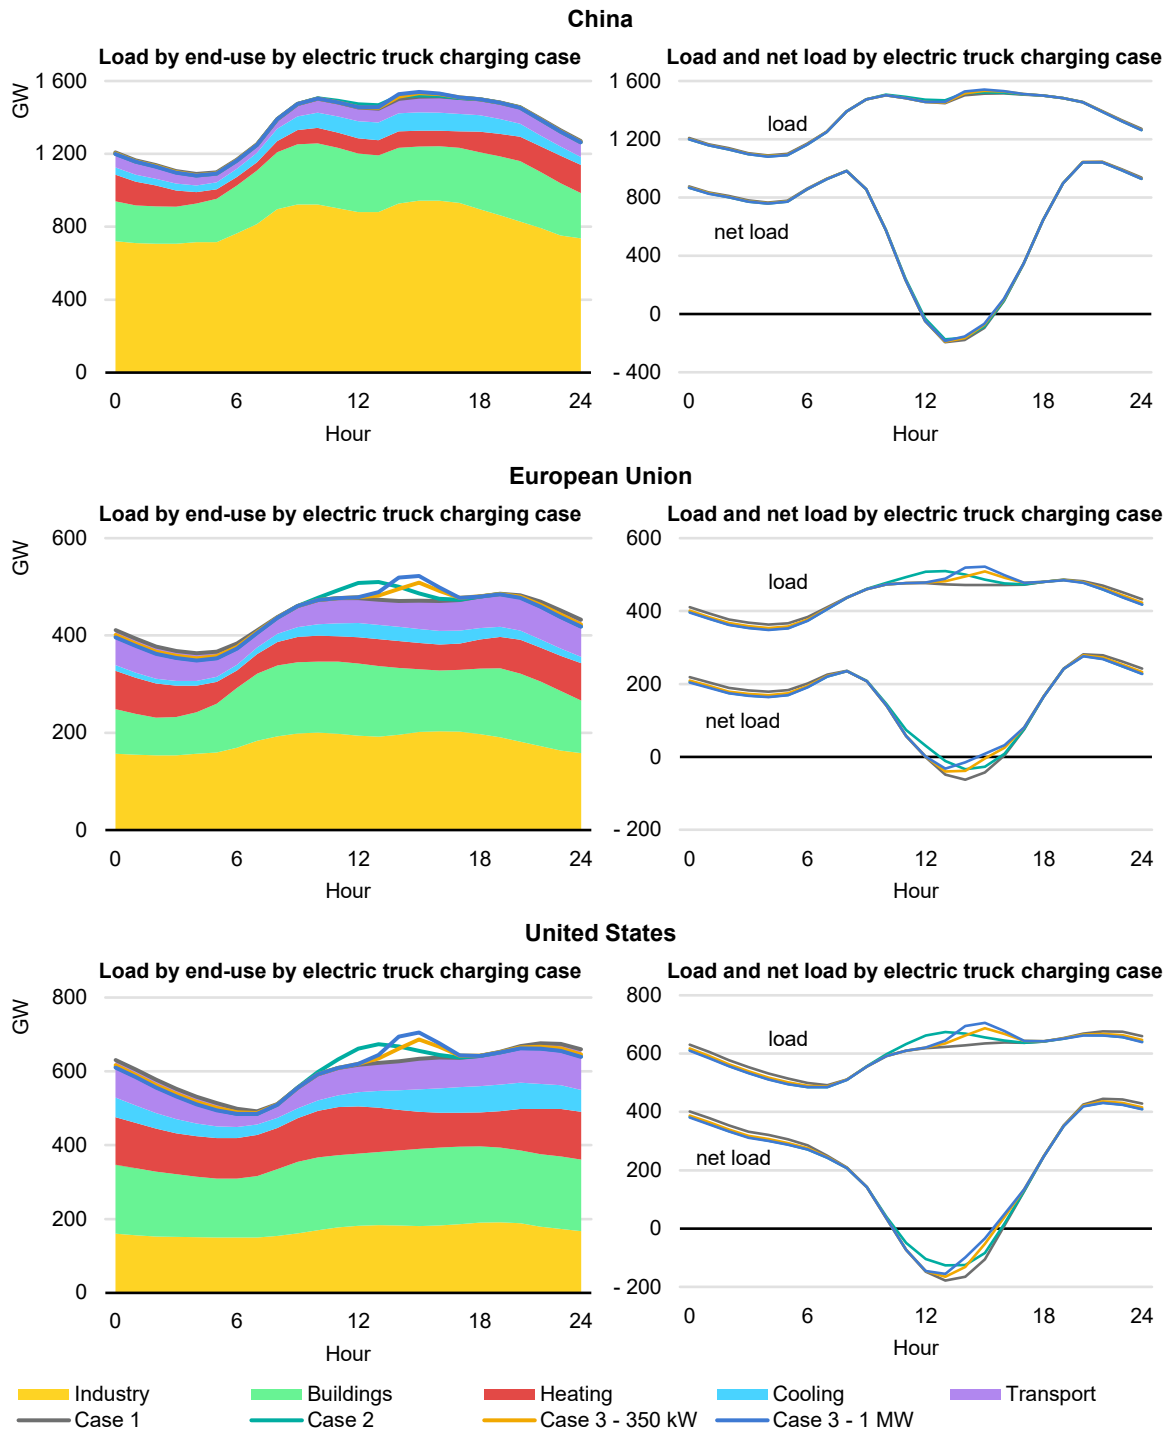 China
Load by end-use by electric truck charging case
GW
1 600
1 200
800
400
0
0 6 12 18 24
Hour
Load and net load by electric truck charging case
1 600
1 200
800
400
0
- 400
load
net load
0 6 12 18 24
Hour
European Union
Load by end-use by electric truck charging case
GW
600
400
200
0
0 6 12 18 24
Hour
Load and net load by electric truck charging case
600
400
200
0
- 200
load
net load
0 6 12 18 24
Hour
United States
Load by end-use by electric truck charging case
GW
800
600
400
200
0
0 6 12 18 24
Hour
Load and net load by electric truck charging case
800
600
400
200
0
- 200
load
net load
0 6 12 18 24
Hour
Industry Buildings Heating Cooling Transport
Case 1 Case 2 Case 3 - 350 kW Case 3 - 1 MW